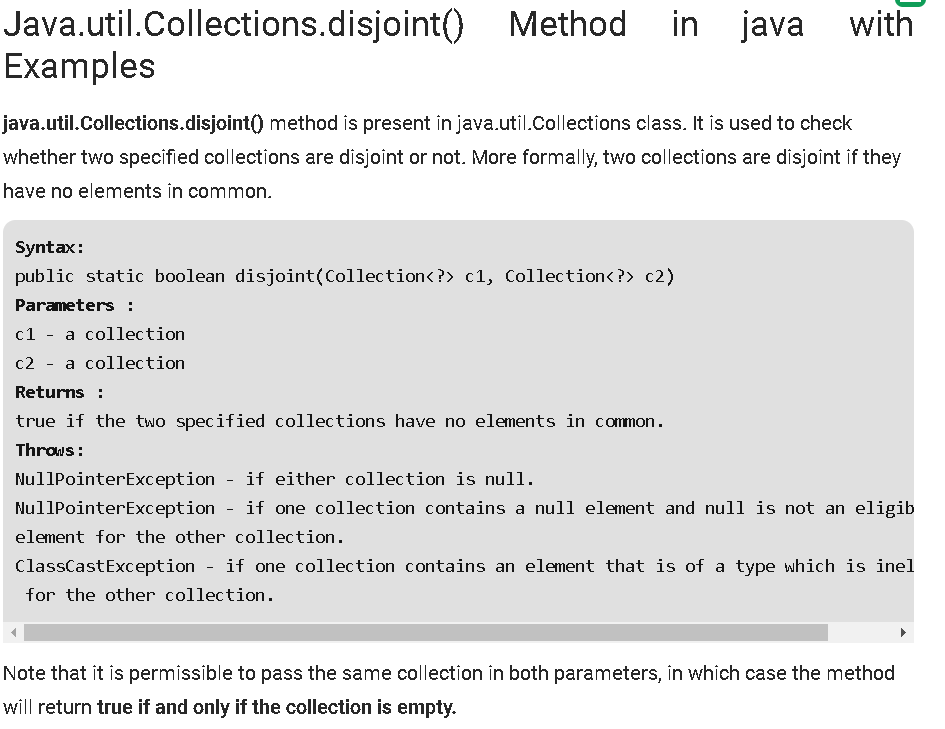 Java.util.Collections.disjoint() Method in java with
Examples
java.util.Collections.disjoint() method is present in java.util.Collections class. It is used to check
whether two specified collections are disjoint or not. More formally, two collections are disjoint if they
have no elements in common.
Syntax:
public static boolean disjoint(Collection<?> c1, Collection<?> c2)
Parameters :
c1 - a collection
c2 - a collection
Returns :
true if the two specified collections have no elements in common.
Throws:
NullPointerException - if either collection is null.
NullPointerException - if one collection contains a null element and null is not an eligib
element for the other collection.
ClassCastException - if one collection contains an element that is of a type which is inel
for the other collection.
Note that it is permissible to pass the same collection in both parameters, in which case the method
will return true if and only if the collection is empty.